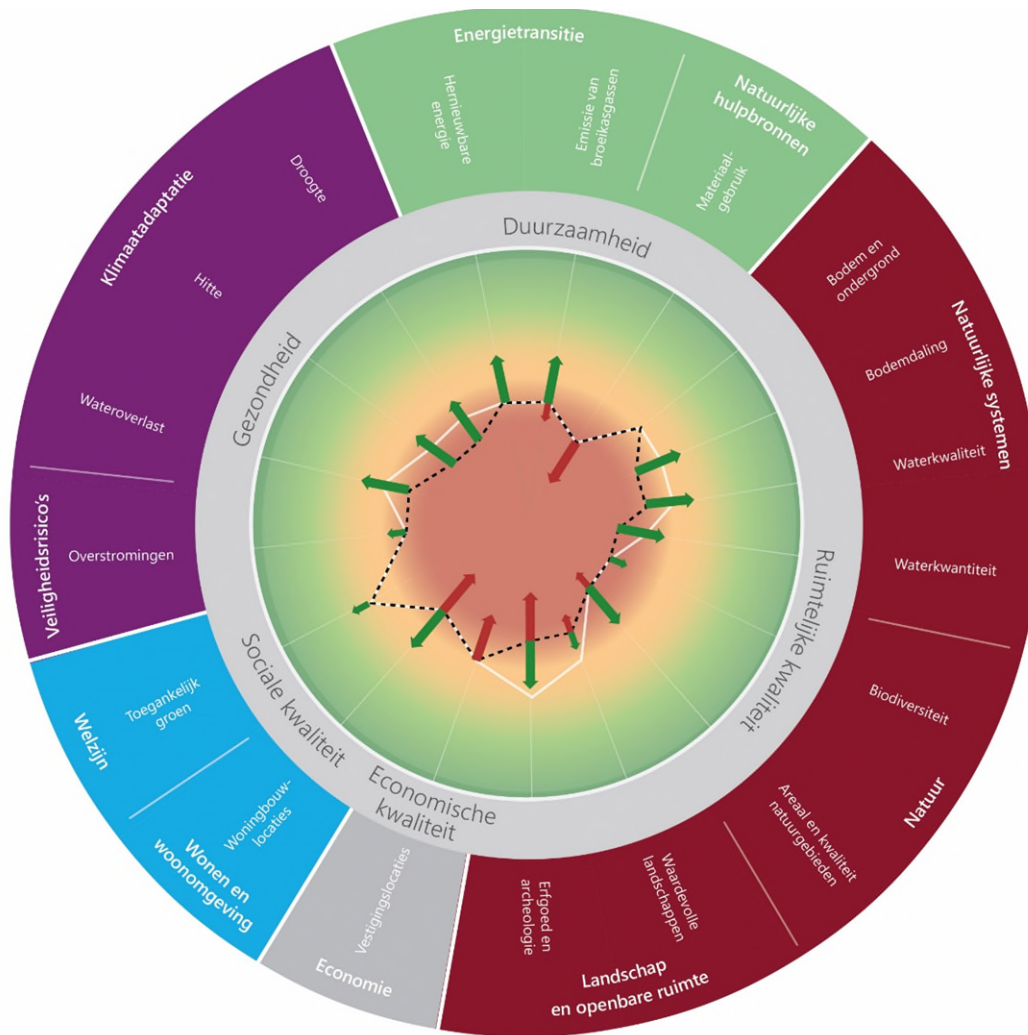 Energietransitie
Hernieuwbare
energie
Emissie van
broeikasgassen
Natuurlijke
hulpbronnen
Materiaal-
gebruik
Duurzaamheid
Natuurlijke systemen
Bodem en
ondergrond
Bodemdaling
Waterkwaliteit
Waterkwantiteit
Ruimtelijke kwaliteit
Natuur
Biodiversiteit
Areaal en kwaliteit
natuurgebieden
Landschap
en openbare ruimte
Waardevolle
landschappen
Erfgoed en
archeologie
Economische
kwaliteit
Economie
Vestigingslocaties
Sociale kwaliteit
Wonen en
woonomgeving
Woningbouw-
locaties
Welzijn
Toegankelijk
groen
Gezondheid
Veiligheidsrisico's
Overstromingen
Klimaatadaptatie
Wateroverlast
Hitte
Droogte